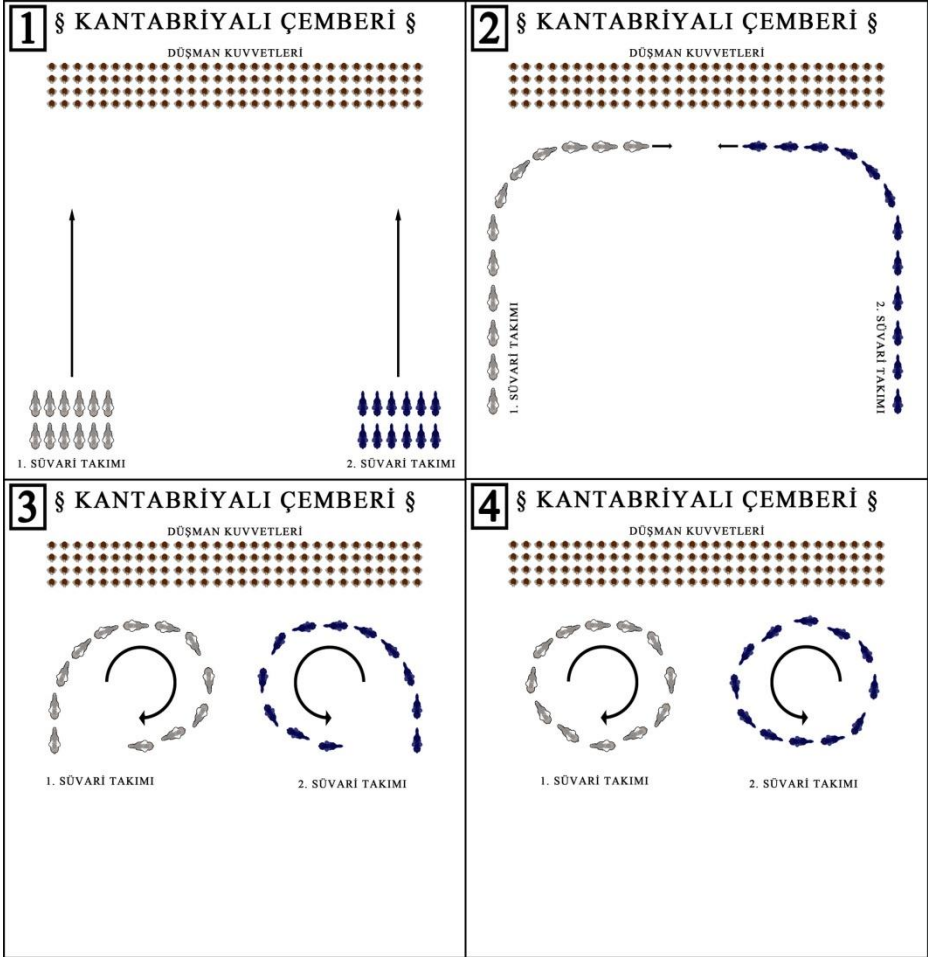 1
§ KANTABRİYALI ÇEMBERİ §
DÜŞMAN KUVVETLERİ
1. SÜVARİ TAKIMI
2. SÜVARİ TAKIMI
2
§ KANTABRİYALI ÇEMBERİ §
DÜŞMAN KUVVETLERİ
1. SÜVARİ TAKIMI
2. SÜVARİ TAKIMI
3
§ KANTABRİYALI ÇEMBERİ §
DÜŞMAN KUVVETLERİ
1. SÜVARİ TAKIMI
2. SÜVARİ TAKIMI
4
§ KANTABRİYALI ÇEMBERİ §
DÜŞMAN KUVVETLERİ
1. SÜVARİ TAKIMI
2. SÜVARİ TAKIMI